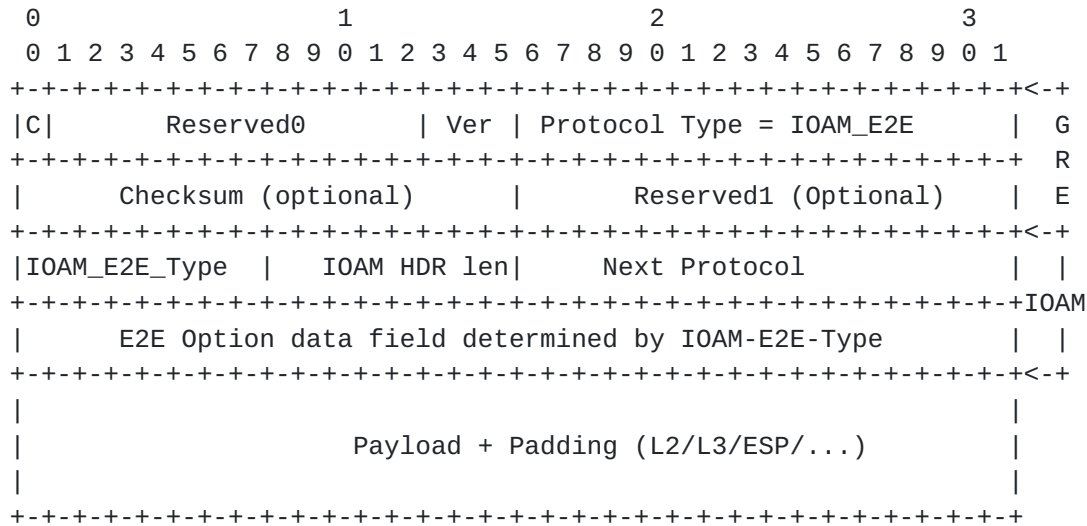 0                   1                   2                   3
 0 1 2 3 4 5 6 7 8 9 0 1 2 3 4 5 6 7 8 9 0 1 2 3 4 5 6 7 8 9 0 1
+-+-+-+-+-+-+-+-+-+-+-+-+-+-+-+-+-+-+-+-+-+-+-+-+-+-+-+-+-+-+-+-+<-+
|C|       Reserved0       | Ver | Protocol Type = IOAM_E2E      |  G
+-+-+-+-+-+-+-+-+-+-+-+-+-+-+-+-+-+-+-+-+-+-+-+-+-+-+-+-+-+-+-+-+  R
|      Checksum (optional)      |       Reserved1 (Optional)    |  E
+-+-+-+-+-+-+-+-+-+-+-+-+-+-+-+-+-+-+-+-+-+-+-+-+-+-+-+-+-+-+-+-+<-+
|IOAM_E2E_Type  |   IOAM HDR len|     Next Protocol             |  |
+-+-+-+-+-+-+-+-+-+-+-+-+-+-+-+-+-+-+-+-+-+-+-+-+-+-+-+-+-+-+-+-+IOAM
|      E2E Option data field determined by IOAM-E2E-Type        |  |
+-+-+-+-+-+-+-+-+-+-+-+-+-+-+-+-+-+-+-+-+-+-+-+-+-+-+-+-+-+-+-+-+<-+
|                                                               |
|                     Payload + Padding (L2/L3/ESP/...)         |
|                                                               |
+-+-+-+-+-+-+-+-+-+-+-+-+-+-+-+-+-+-+-+-+-+-+-+-+-+-+-+-+-+-+-+-+